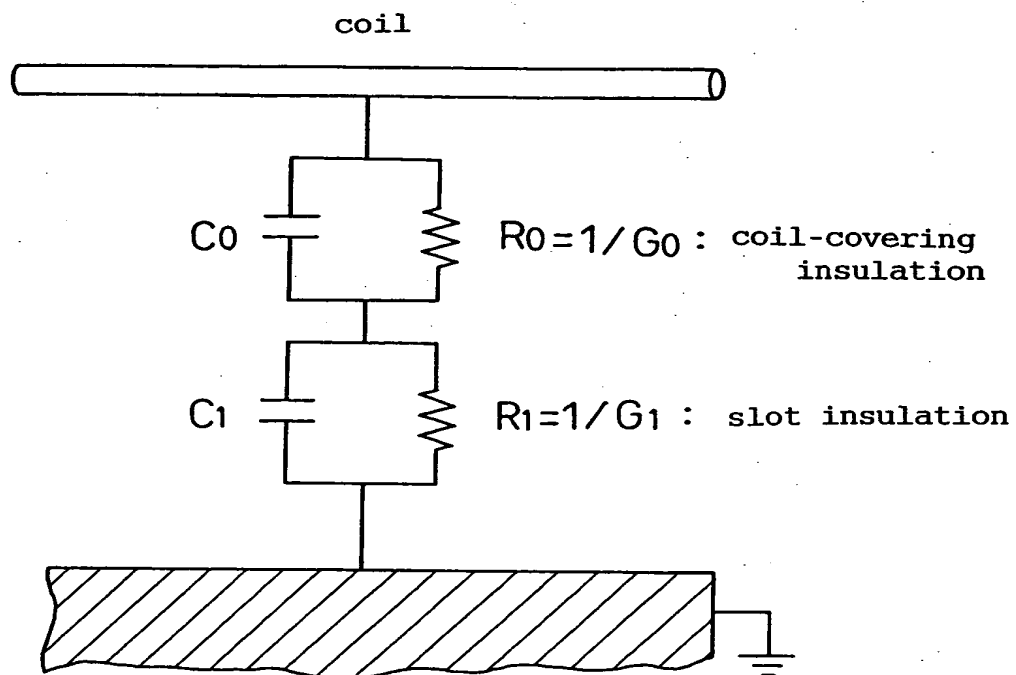 coil
C0 R0=1/G0 : coil-covering
insulation
C1 R1=1/G1 : slot insulation